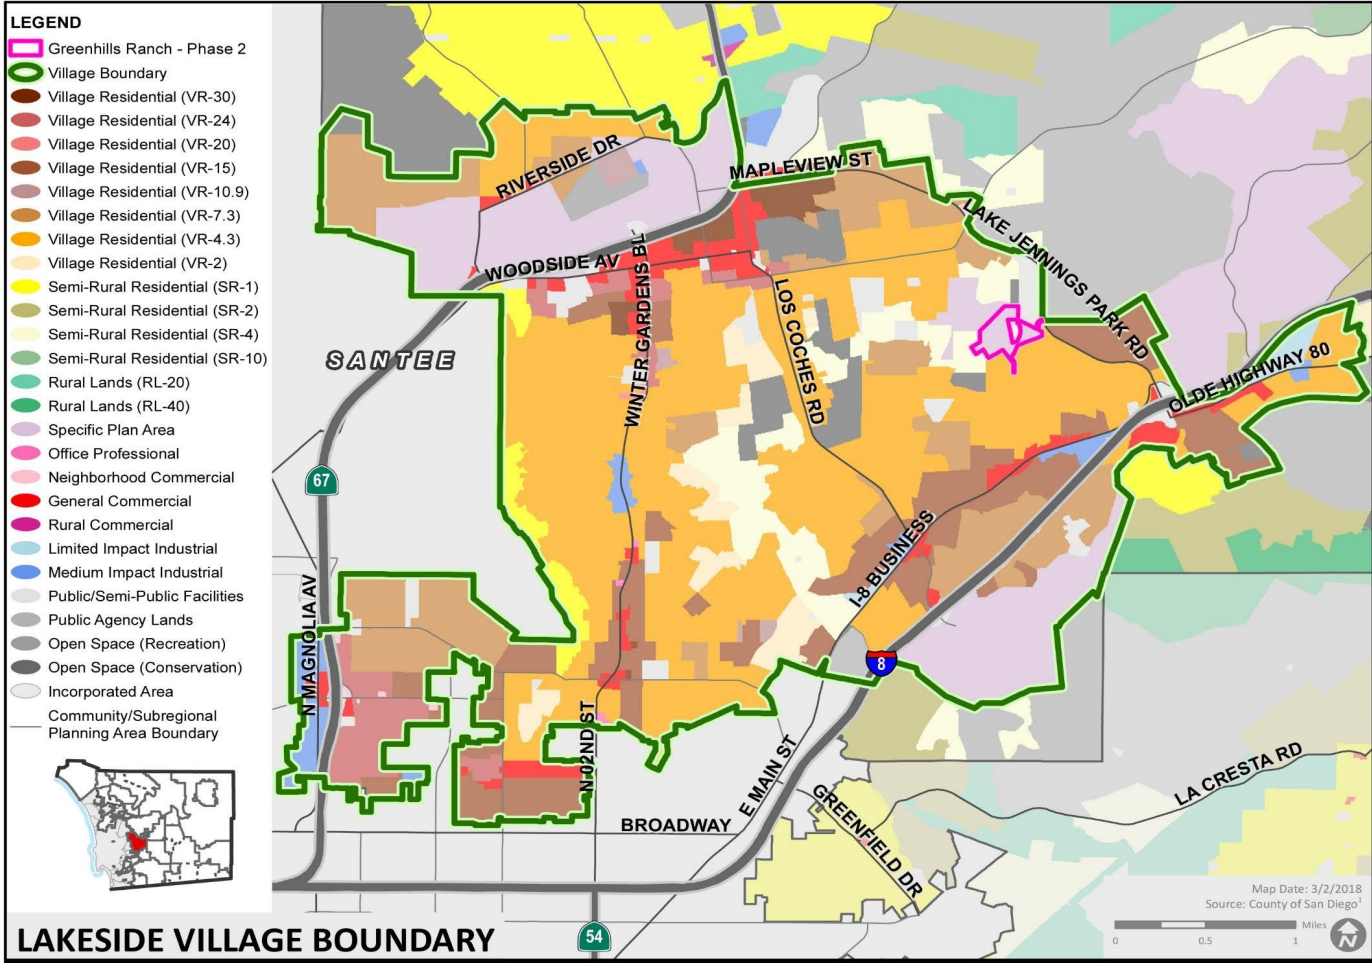 LEGEND
Greenhills Ranch - Phase 2
Village Boundary
Village Residential (VR-30)
Village Residential (VR-24)
Village Residential (VR-20)
Village Residential (VR-15)
Village Residential (VR-10.9)
Village Residential (VR-7.3)
Village Residential (VR-4.3)
Village Residential (VR-2)
Semi-Rural Residential (SR-1)
Semi-Rural Residential (SR-2)
Semi-Rural Residential (SR-4)
Semi-Rural Residential (SR-10)
Rural Lands (RL-20)
Rural Lands (RL-40)
Specific Plan Area
Office Professional
Neighborhood Commercial
General Commercial
Rural Commercial
Limited Impact Industrial
Medium Impact Industrial
Public/Semi-Public Facilities
Public Agency Lands
Open Space (Recreation)
Open Space (Conservation)
Incorporated Area
Community/Subregional
Planning Area Boundary
RIVERSIDE DR
MAPLEVIEW ST
LAKE JENNINGS PARK RD
WOODSIDE AV
WINTER GARDENS BL
LOS COCHES RD
SANTEE
OLDE HIGHWAY 80
67
I-8 BUSINESS
N MAGNOLIA AV
8
N 02ND ST
E MAIN ST
LA CRESTA RD
GREENFIELD DR
BROADWAY
54
Map Date: 3/2/2018
Source: County of San Diego1
Miles
0 0.5 1
N
LAKESIDE VILLAGE BOUNDARY